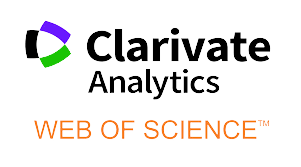 Clarivate
Analytics
WEB OF SCIENCE™